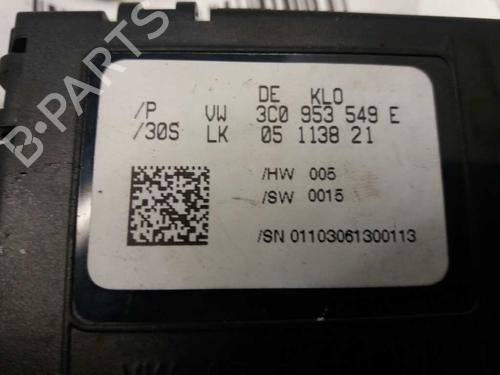 DE KLO
/P VW 3C0 953 549 E
/30S LK 05 1138 21
/HW 005
/SW 0015
/SN 01103061300113
B-PARTS